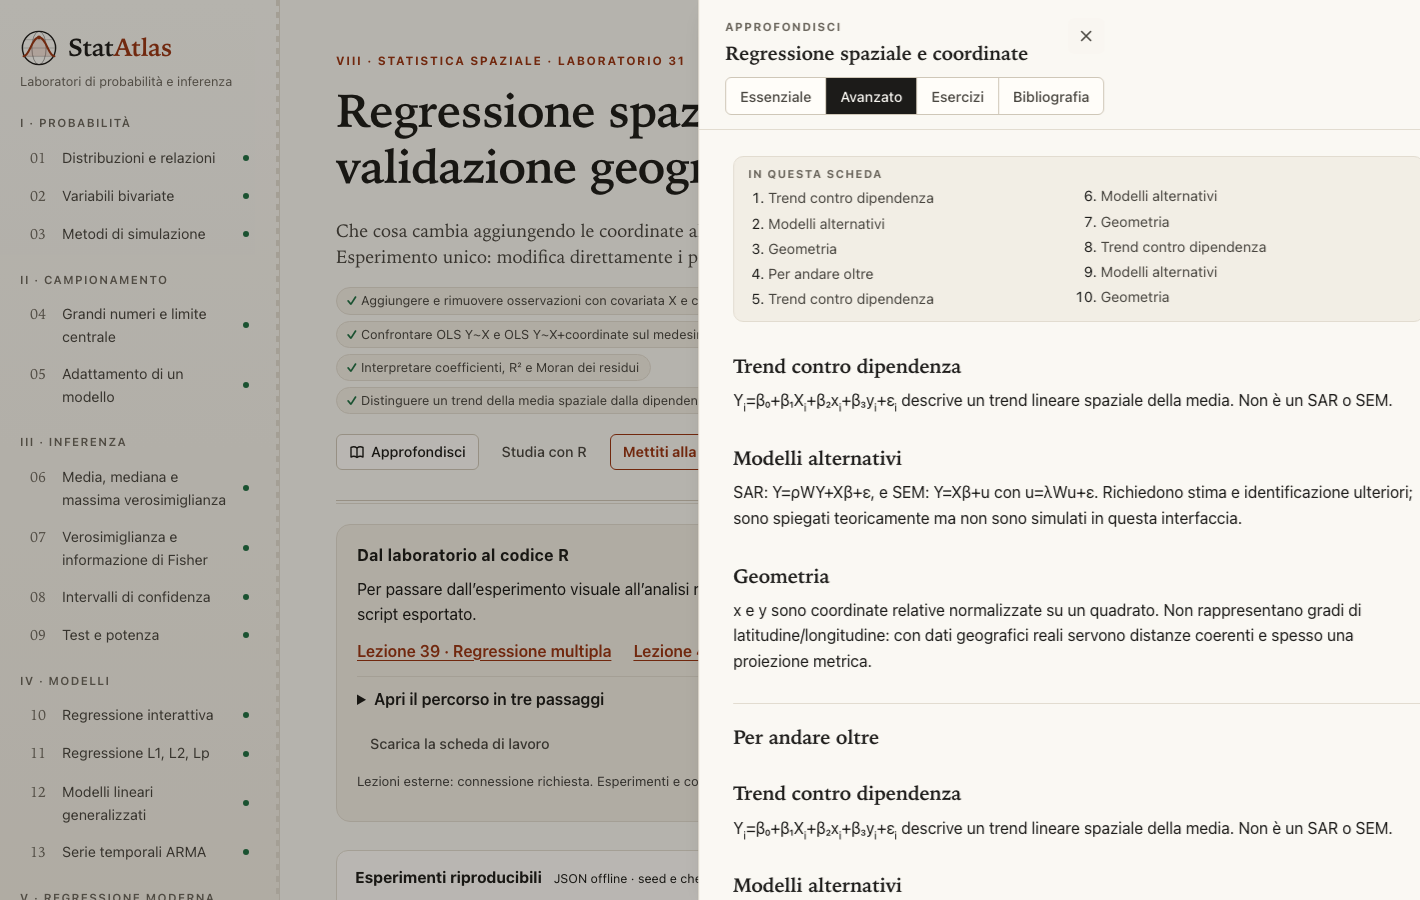 StatAtlas
Laboratori di probabilità e inferenza
I · PROBABILITÀ
01 Distribuzioni e relazioni
02 Variabili bivariate
03 Metodi di simulazione
II · CAMPIONAMENTO
04 Grandi numeri e limite
centrale
05 Adattamento di un
modello
III · INFERENZA
06 Media, mediana e
massima verosimiglianza
07 Verosimiglianza e
informazione di Fisher
08 Intervalli di confidenza
09 Test e potenza
IV · MODELLI
10 Regressione interattiva
11 Regressione L1, L2, Lp
12 Modelli lineari
generalizzati
13 Serie temporali ARMA
V · REGRESSIONE MODERNA
VIII · STATISTICA SPAZIALE · LABORATORIO 31
Regressione spaz
validazione geogr
Che cosa cambia aggiungendo le coordinate a
Esperimento unico: modifica direttamente i p
Aggiungere e rimuovere osservazioni con covariata X e c
Confrontare OLS Y~X e OLS Y~X+coordinate sul medesi
Interpretare coefficienti, R² e Moran dei residui
Distinguere un trend della media spaziale dalla dipenden
Approfondisci
Studia con R
Mettiti alla
Dal laboratorio al codice R
Per passare dall'esperimento visuale all'analisi r
script esportato.
Lezione 39 · Regressione multipla
Lezione
Apri il percorso in tre passaggi
Scarica la scheda di lavoro
Lezioni esterne: connessione richiesta. Esperimenti e co
Esperimenti riproducibili JSON offline · seed e che
APPROFONDISCI
Regressione spaziale e coordinate
×
Essenziale
Avanzato
Esercizi
Bibliografia
IN QUESTA SCHEDA
1. Trend contro dipendenza
2. Modelli alternativi
3. Geometria
4. Per andare oltre
5. Trend contro dipendenza
6. Modelli alternativi
7. Geometria
8. Trend contro dipendenza
9. Modelli alternativi
10. Geometria
Trend contro dipendenza
Yᵢ=β₀+β₁Xᵢ+β₂xᵢ+β₃yᵢ+εᵢ descrive un trend lineare spaziale della media. Non è un SAR o SEM.
Modelli alternativi
SAR: Y=ρWY+Xβ+ε, e SEM: Y=Xβ+u con u=λWu+ε. Richiedono stima e identificazione ulteriori;
sono spiegati teoricamente ma non sono simulati in questa interfaccia.
Geometria
x e y sono coordinate relative normalizzate su un quadrato. Non rappresentano gradi di
latitudine/longitudine: con dati geografici reali servono distanze coerenti e spesso una
proiezione metrica.
Per andare oltre
Trend contro dipendenza
Yᵢ=β₀+β₁Xᵢ+β₂xᵢ+β₃yᵢ+εᵢ descrive un trend lineare spaziale della media. Non è un SAR o SEM.
Modelli alternativi